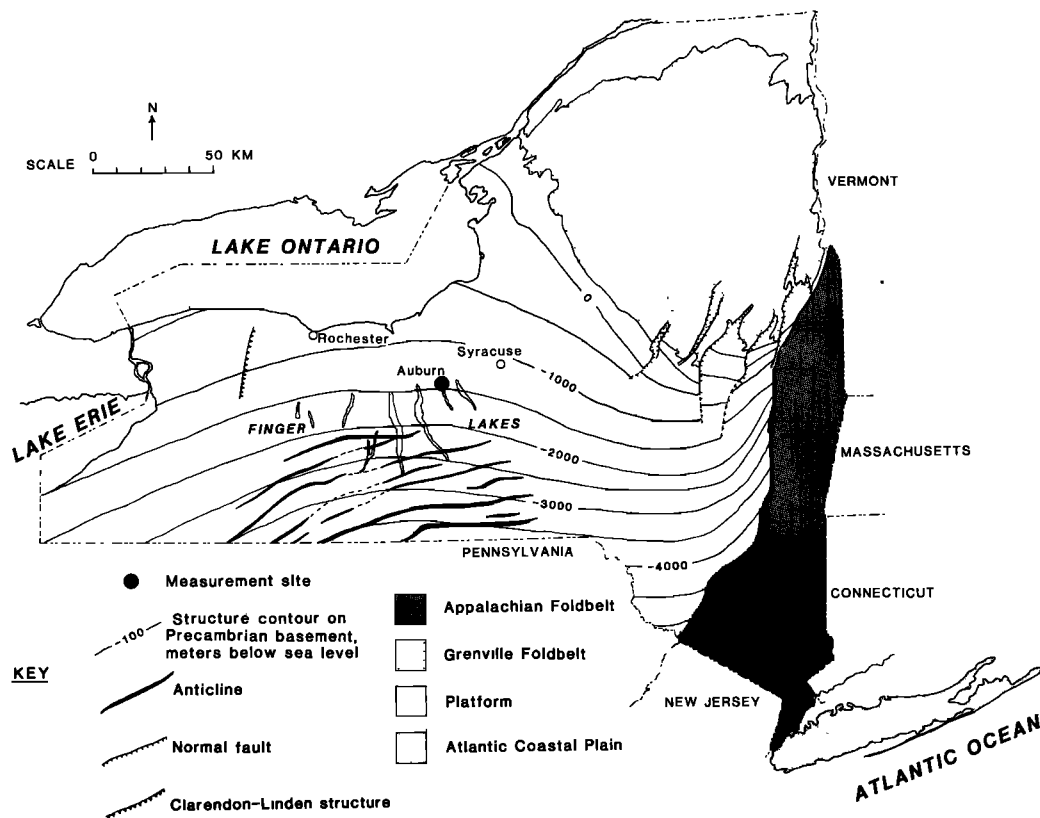 N
SCALE 0 50 KM
VERMONT
LAKE ONTARIO
0
Rochester
Syracuse
-1000
Auburn
LAKE ERIE
FINGER LAKES
-2000
MASSACHUSETTS
-3000
PENNSYLVANIA
-4000
CONNECTICUT
NEW JERSEY
ATLANTIC OCEAN
KEY
Measurement site
-100
Structure contour on
Precambrian basement,
meters below sea level
Anticline
Normal fault
Clarendon-Linden structure
Appalachian Foldbelt
Grenville Foldbelt
Platform
Atlantic Coastal Plain